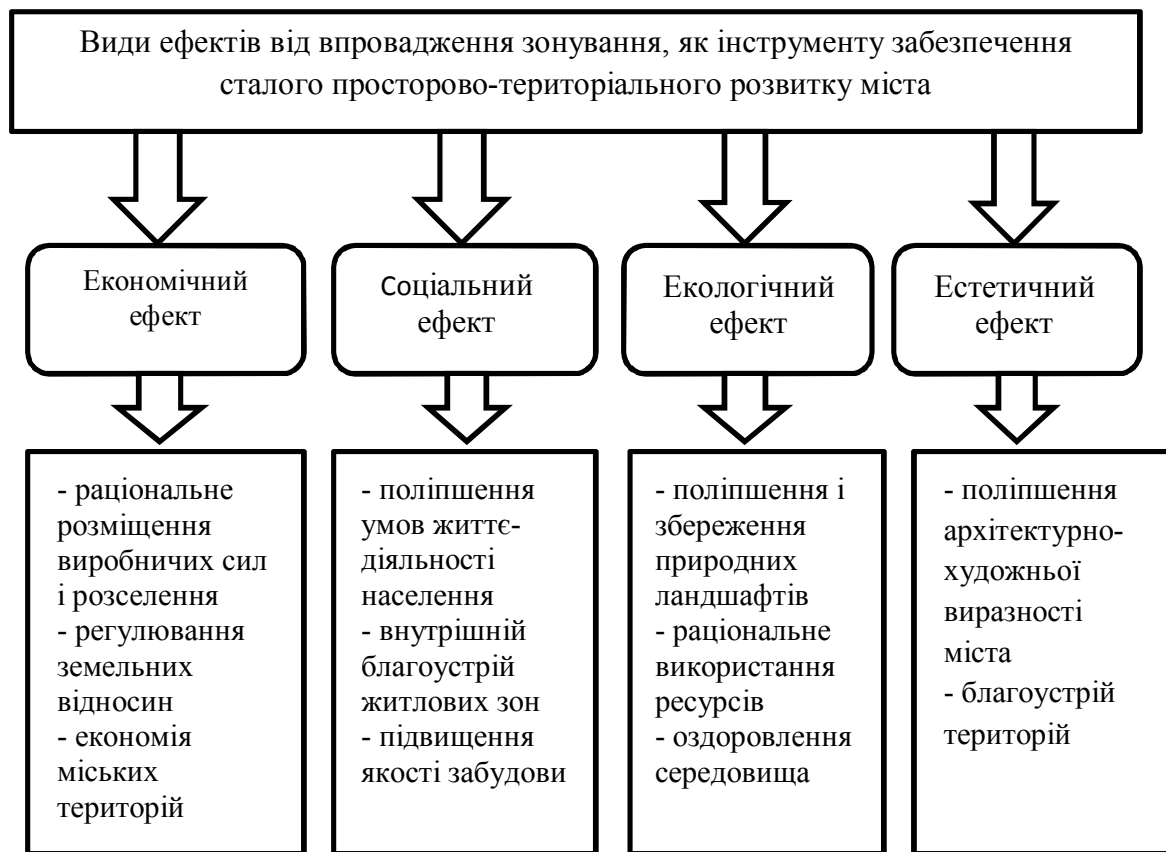 Види ефектів від впровадження зонування, як інструменту забезпечення
сталого просторово-територіального розвитку міста
Економічний
ефект
Соціальний
ефект
Екологічний
ефект
Естетичний
ефект
- раціональне
розміщення
виробничих сил
і розселення
- регулювання
земельних
відносин
- економія
міських
територій
- поліпшення
умов життє-
діяльності
населення
- внутрішній
благоустрій
житлових зон
- підвищення
якості забудови
- поліпшення і
збереження
природних
ландшафтів
- раціональне
використання
ресурсів
- оздоровлення
середовища
- поліпшення
архітектурно-
художньої
виразності
міста
- благоустрій
територій